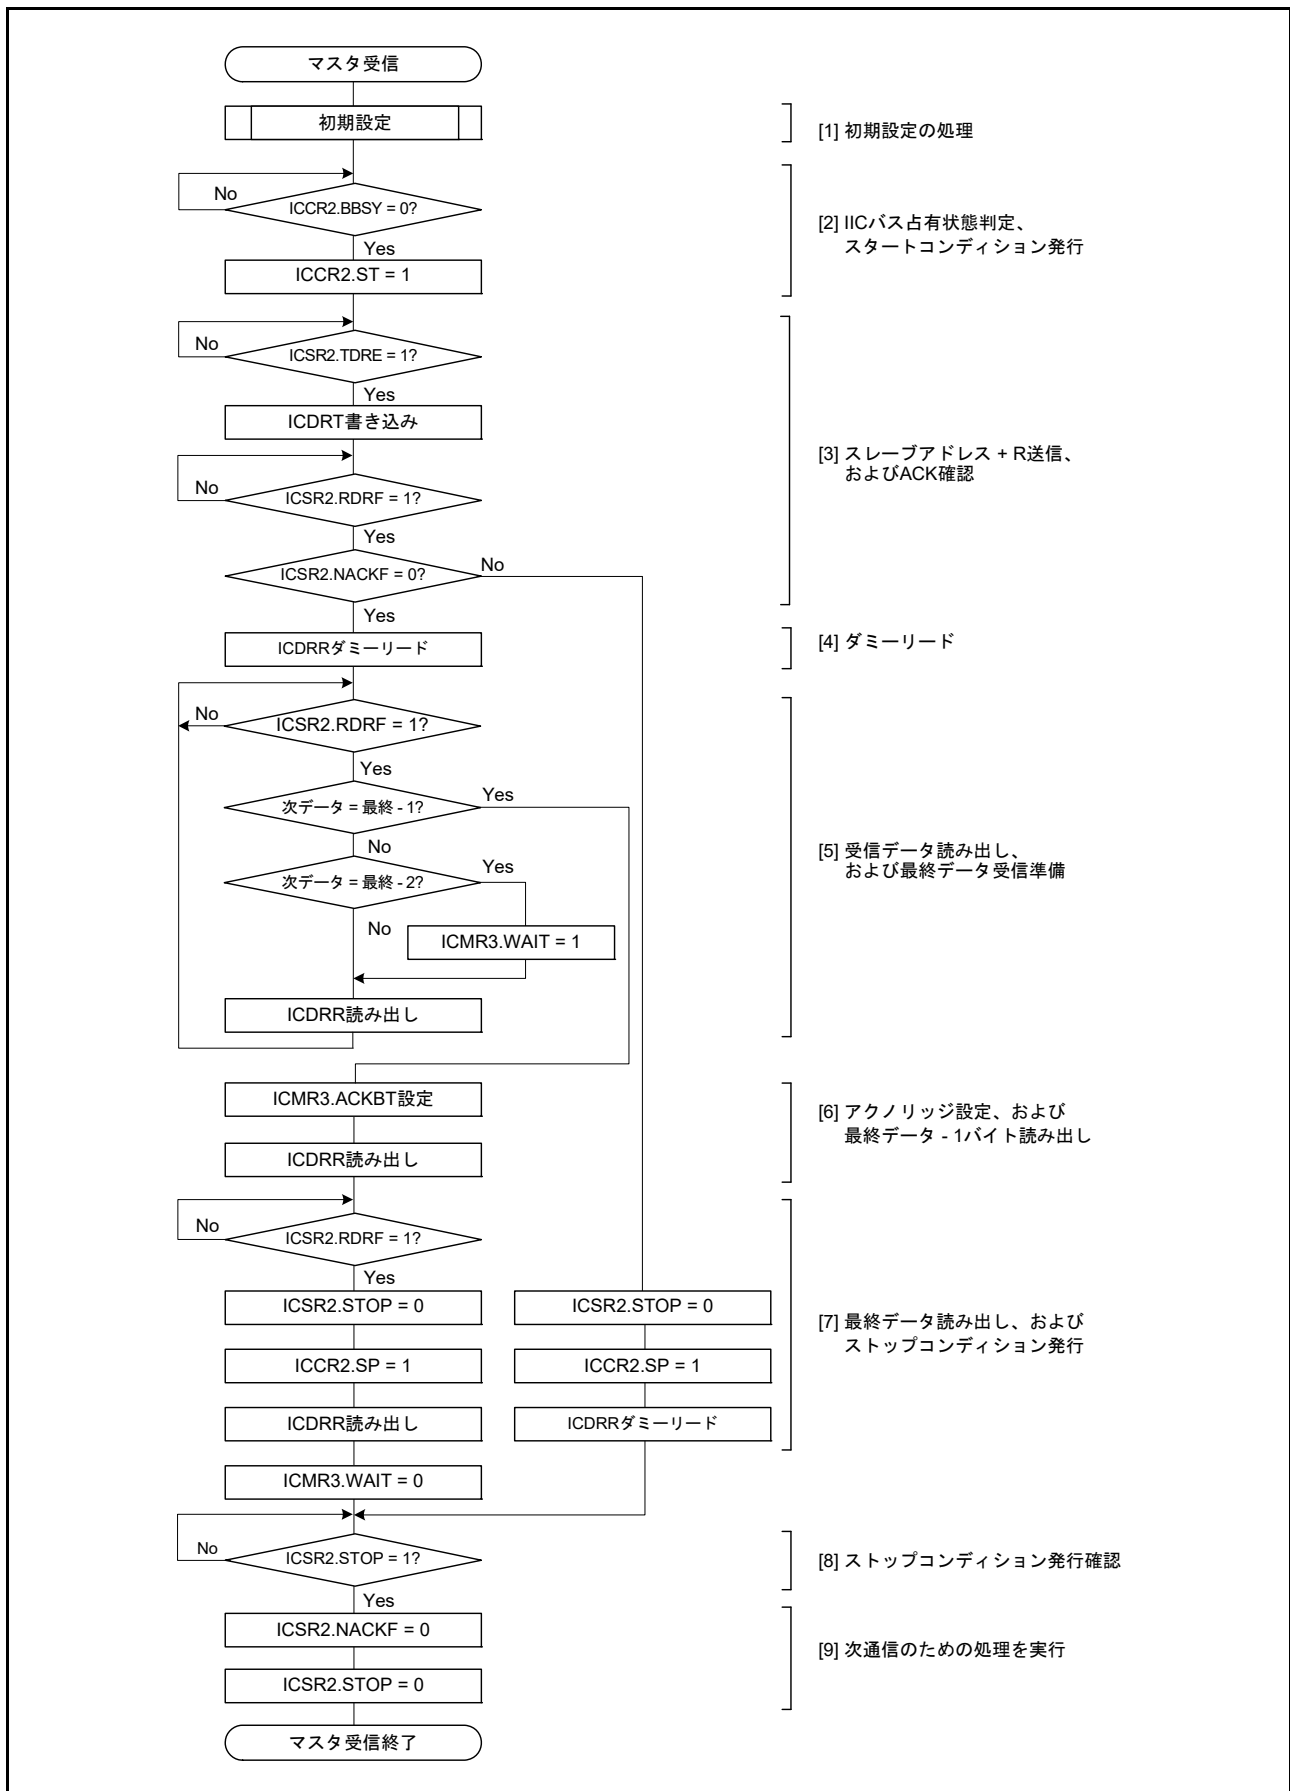 マスタ受信
初期設定
[1] 初期設定の処理
No
ICCR2.BBSY = 0?
Yes
ICCR2.ST = 1
[2] IICバス占有状態判定、
スタートコンディション発行
No
ICSR2.TDRE = 1?
Yes
ICDRT書き込み
No
ICSR2.RDRF = 1?
Yes
ICSR2.NACKF = 0?
No
Yes
[3] スレーブアドレス + R送信、
およびACK確認
ICDRRダミーリード
[4] ダミーリード
No
ICSR2.RDRF = 1?
Yes
次データ = 最終 - 1?
Yes
No
次データ = 最終 - 2?
Yes
No
ICMR3.WAIT = 1
ICDRR読み出し
[5] 受信データ読み出し、
および最終データ受信準備
ICMR3.ACKBT設定
ICDRR読み出し
[6] アクノリッジ設定、および
最終データ - 1バイト読み出し
No
ICSR2.RDRF = 1?
Yes
ICSR2.STOP = 0
ICSR2.STOP = 0
ICCR2.SP = 1
ICCR2.SP = 1
ICDRR読み出し
ICDRRダミーリード
ICMR3.WAIT = 0
[7] 最終データ読み出し、および
ストップコンディション発行
No
ICSR2.STOP = 1?
Yes
[8] ストップコンディション発行確認
ICSR2.NACKF = 0
ICSR2.STOP = 0
[9] 次通信のための処理を実行
マスタ受信終了